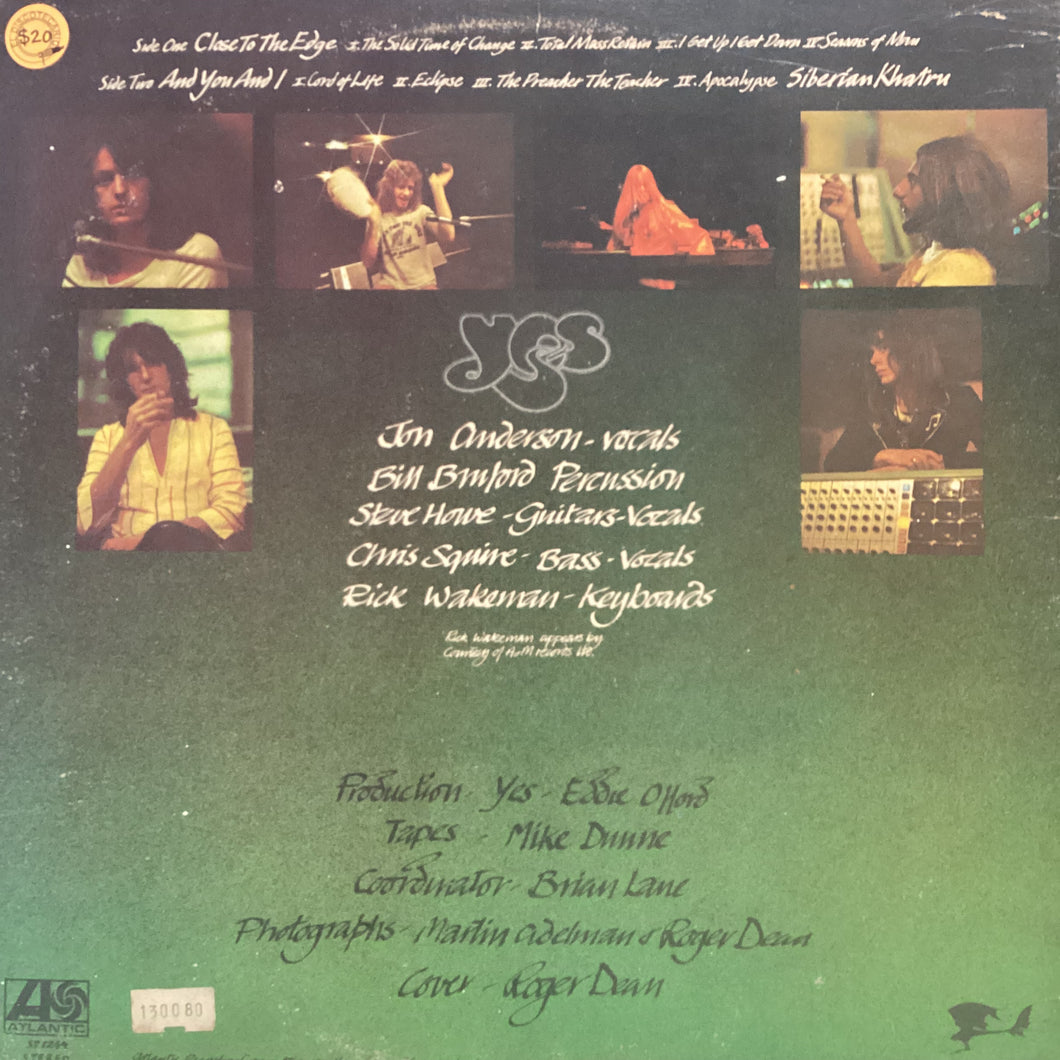 $20
Side One Close To The Edge I. The Solid Time of Change II. Total Mass Retain III. I Get Up I Get Down IV Seasons of Man
Side Two And You And I I. Cord of Life II. Eclipse III. The Preacher The Teacher IV. Apocalypse Siberian Khatru
yes
Jon Anderson - vocals
Bill Bruford Percussion
Steve Howe - Guitars - Vocals
Chris Squire - Bass - Vocals
Rick Wakeman - Keyboards
Rick Wakeman appears by
Courtesy of A&M records ltd.
Production - Yes - Eddie Offord
Tapes - Mike Dunne
Coordinator - Brian Lane
Photographs - Martin Adelman & Roger Dean
Cover - Roger Dean
ATLANTIC
130080
STEREO